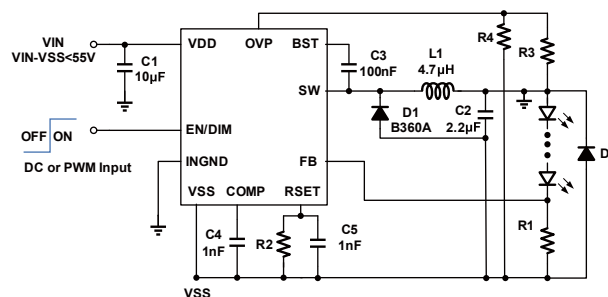 VIN
VIN-VSS<55V
C1
10μF
VDD
OVP
BST
SW
EN/DIM
INGND
FB
VSS
COMP
RSET
OFF
ON
DC or PWM Input
C3
100nF
L1
4.7μH
R4
R3
D1
B360A
C2
2.2μF
D
R1
C4
1nF
R2
C5
1nF
VSS